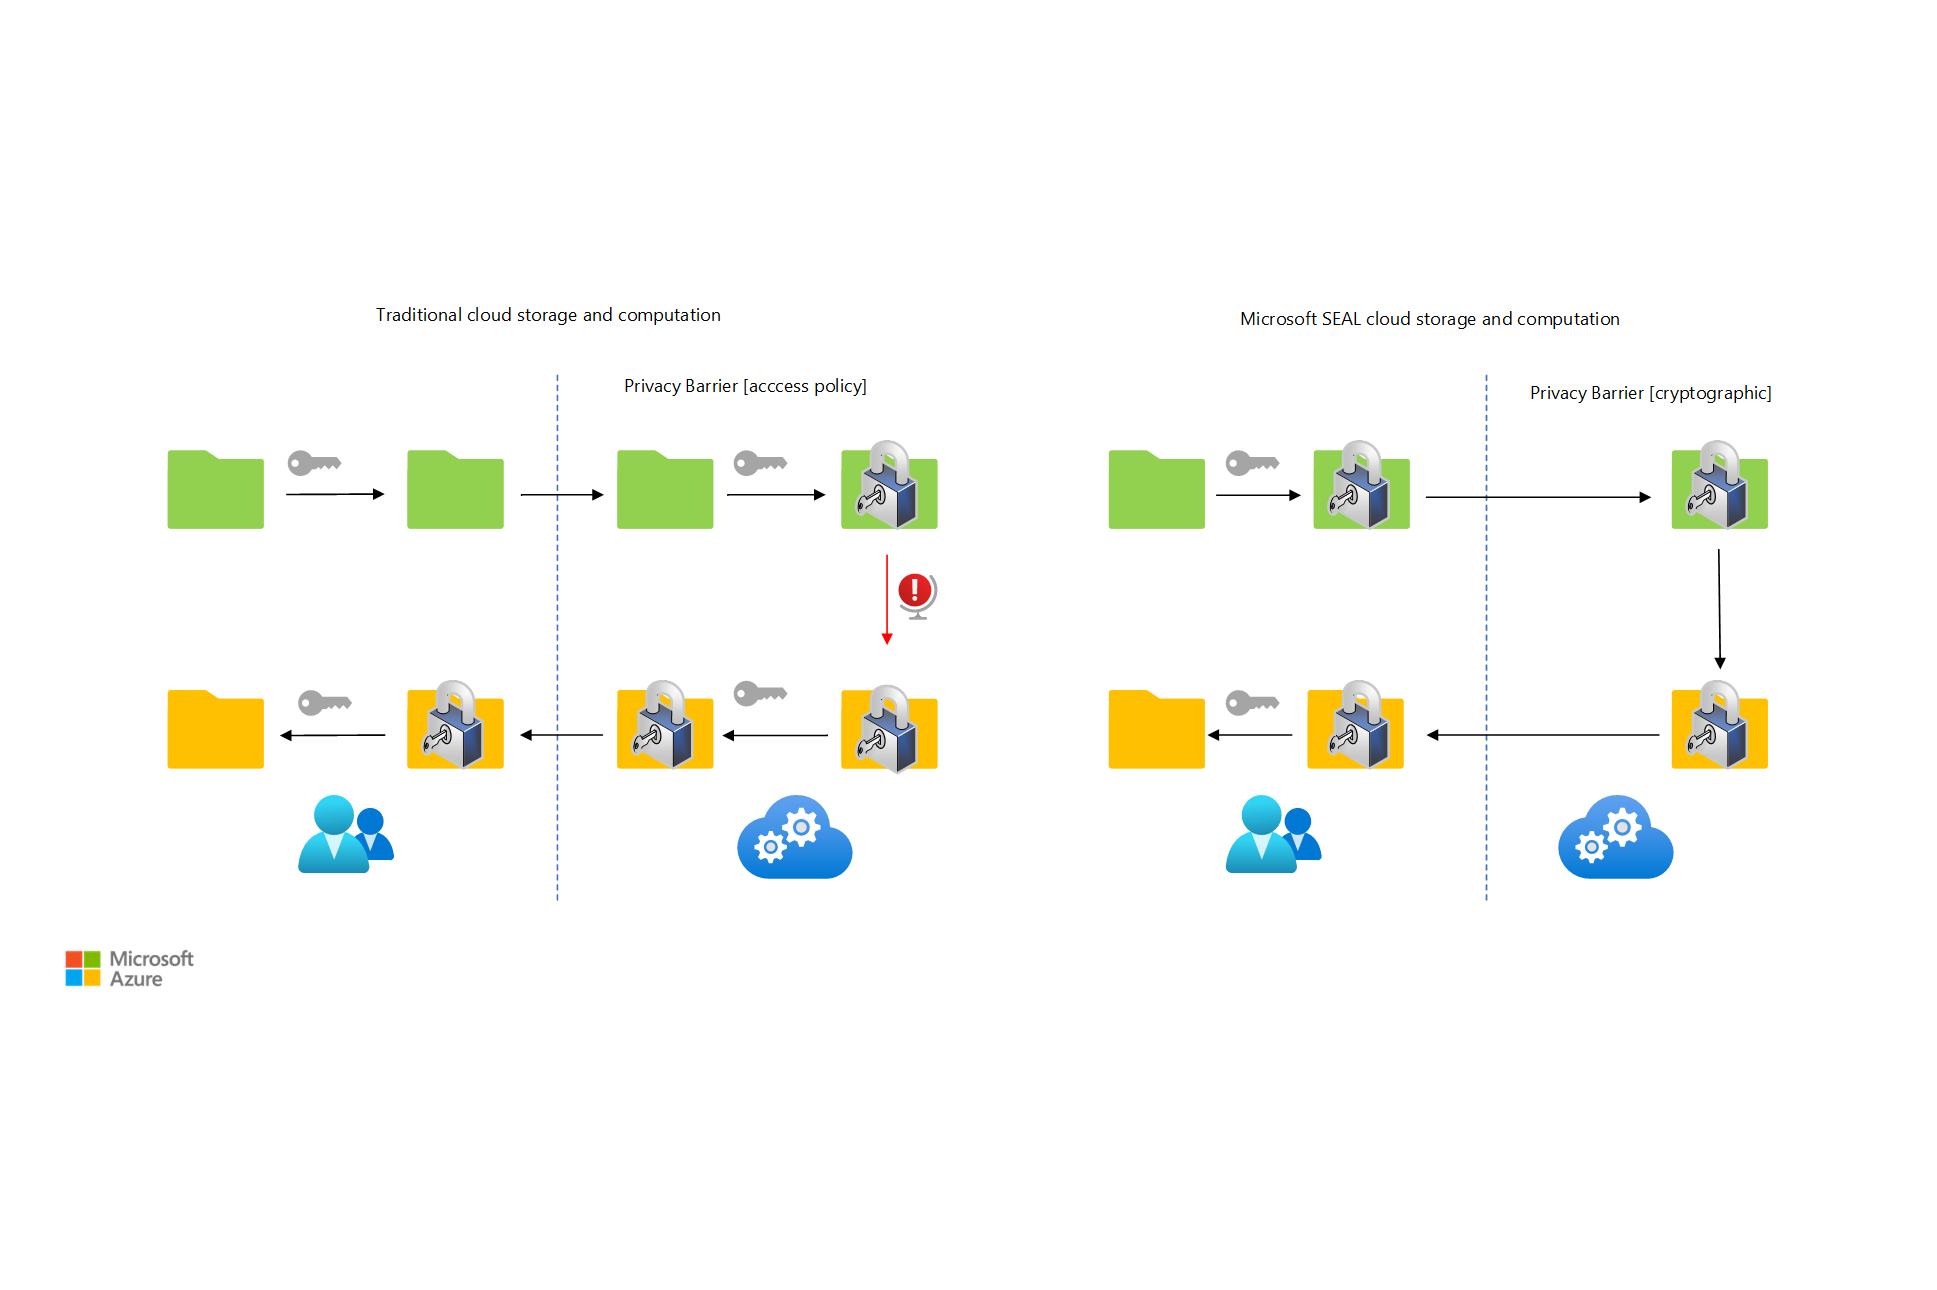 Traditional cloud storage and computation
Microsoft SEAL cloud storage and computation
Privacy Barrier [acccess policy]
Privacy Barrier [cryptographic]
Microsoft
Azure